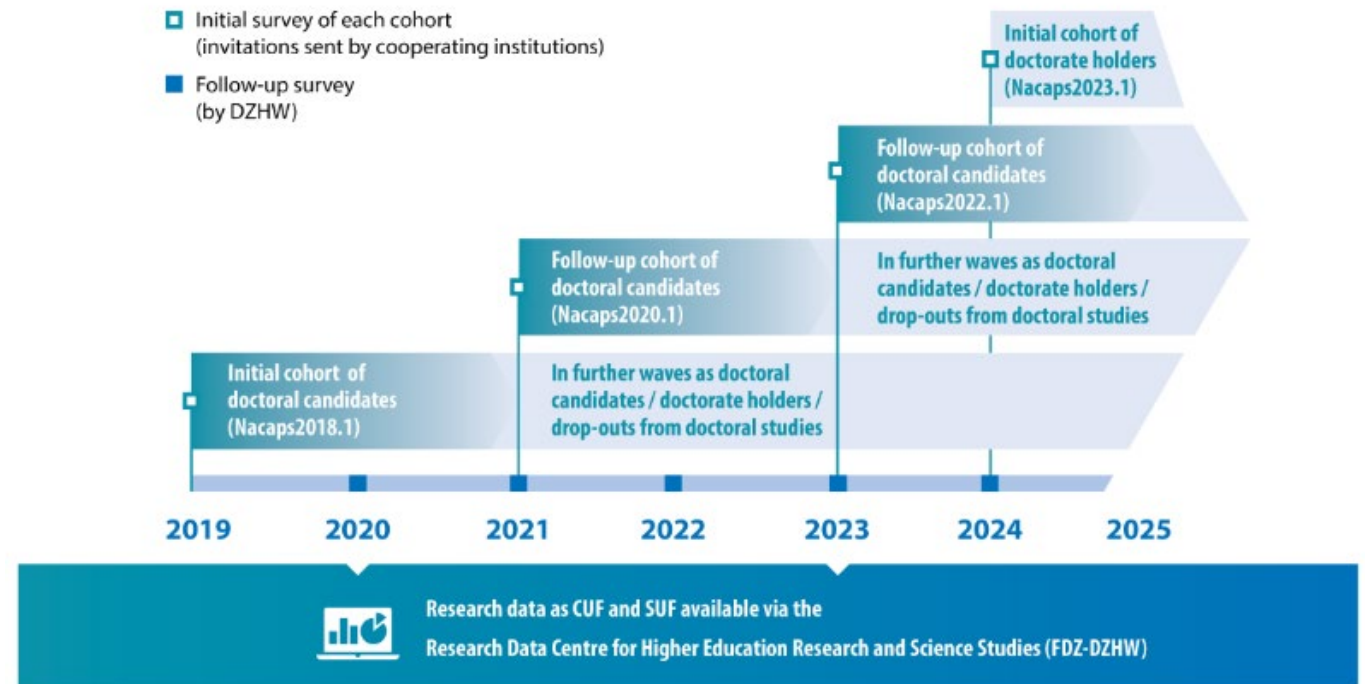 Initial survey of each cohort
(invitations sent by cooperating institutions)
Follow-up survey
(by DZHW)
Initial cohort of
doctorate holders
(Nacaps2023.1)
Follow-up cohort of
doctoral candidates
(Nacaps2022.1)
Follow-up cohort of
doctoral candidates
(Nacaps2020.1)
In further waves as doctoral
candidates / doctorate holders /
drop-outs from doctoral studies
Initial cohort of
doctoral candidates
(Nacaps2018.1)
In further waves as doctoral
candidates / doctorate holders /
drop-outs from doctoral studies
2019 2020 2021 2022 2023 2024 2025
Research data as CUF and SUF available via the
Research Data Centre for Higher Education Research and Science Studies (FDZ-DZHW)